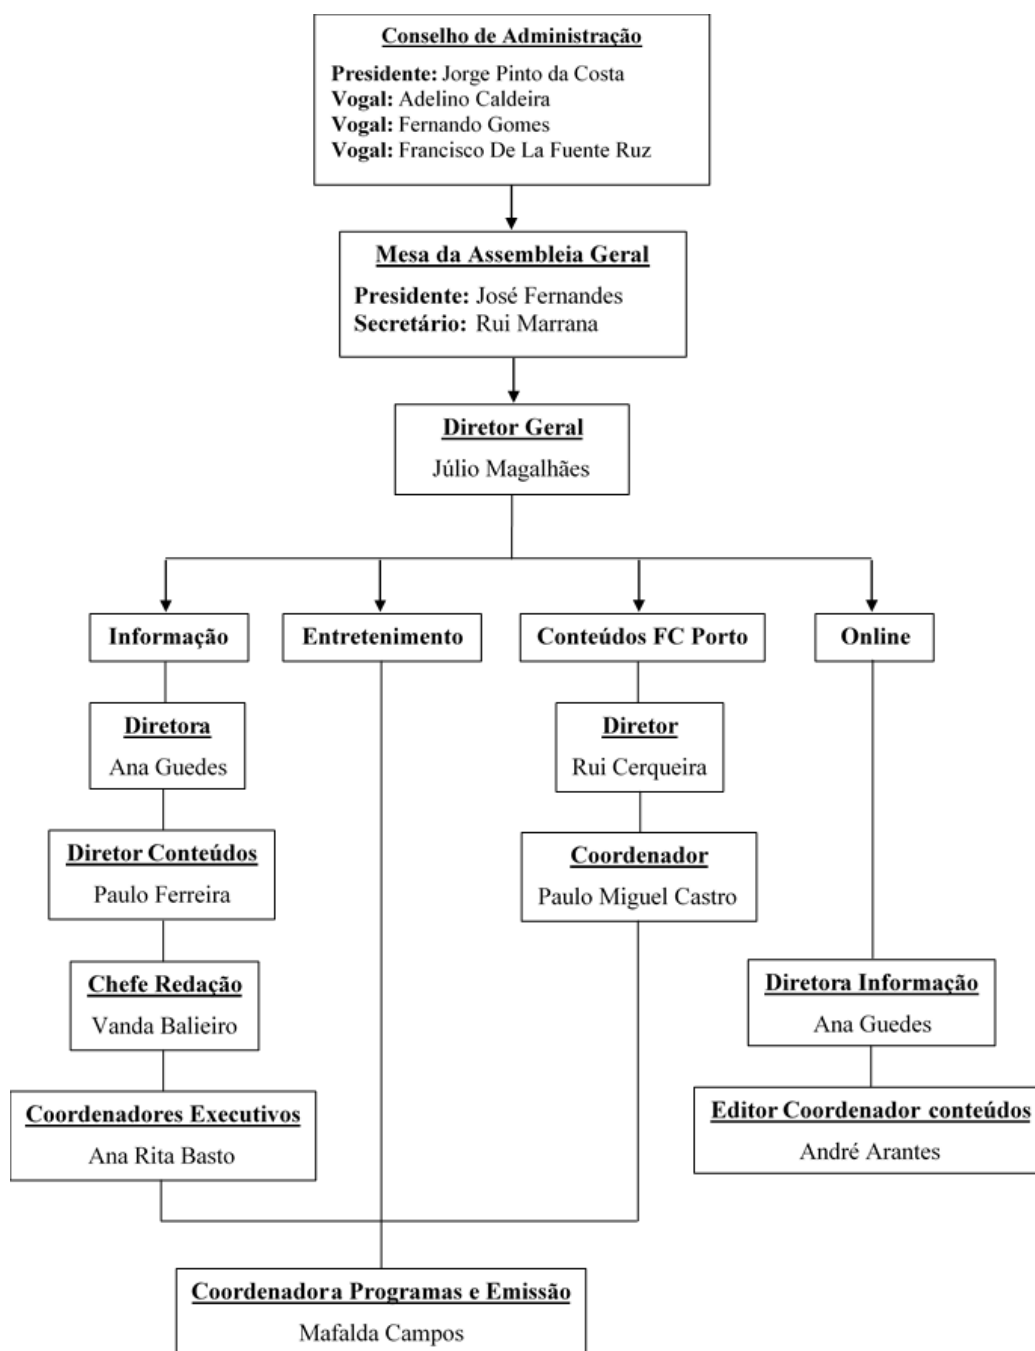 Conselho de Administração
Presidente: Jorge Pinto da Costa
Vogal: Adelino Caldeira
Vogal: Fernando Gomes
Vogal: Francisco De La Fuente Ruz
Mesa da Assembleia Geral
Presidente: José Fernandes
Secretário: Rui Marrana
Diretor Geral
Júlio Magalhães
Informação
Entretenimento
Conteúdos FC Porto
Online
Diretora
Ana Guedes
Diretor
Rui Cerqueira
Diretor Conteúdos
Paulo Ferreira
Coordenador
Paulo Miguel Castro
Chefe Redação
Vanda Balieiro
Diretora Informação
Ana Guedes
Coordenadores Executivos
Ana Rita Basto
Editor Coordenador conteúdos
André Arantes
Coordenadora Programas e Emissão
Mafalda Campos